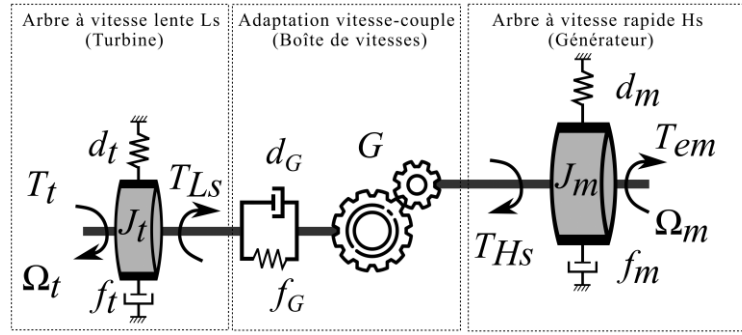 Arbre à vitesse lente Ls
(Turbine)
Adaptation vitesse-couple
(Boîte de vitesses)
Arbre à vitesse rapide Hs
(Générateur)
d_t
T_t
T_Ls
J_t
Ω_t
f_t
d_G
G
f_G
d_m
T_em
J_m
T_Hs
Ω_m
f_m